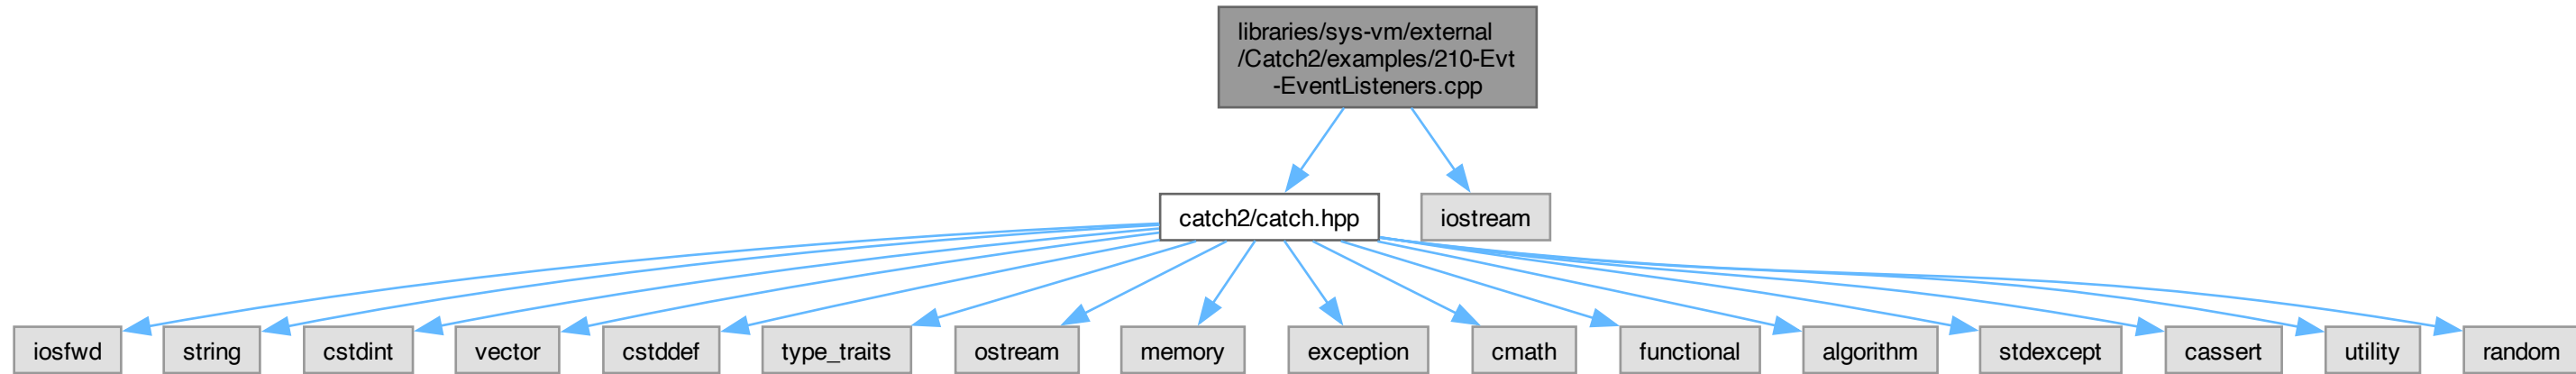 libraries/sys-vm/external
/Catch2/examples/210-Evt
-EventListeners.cpp
catch2/catch.hpp
iostream
iosfwd
string
cstdint
vector
cstddef
type_traits
ostream
memory
exception
cmath
functional
algorithm
stdexcept
cassert
utility
random